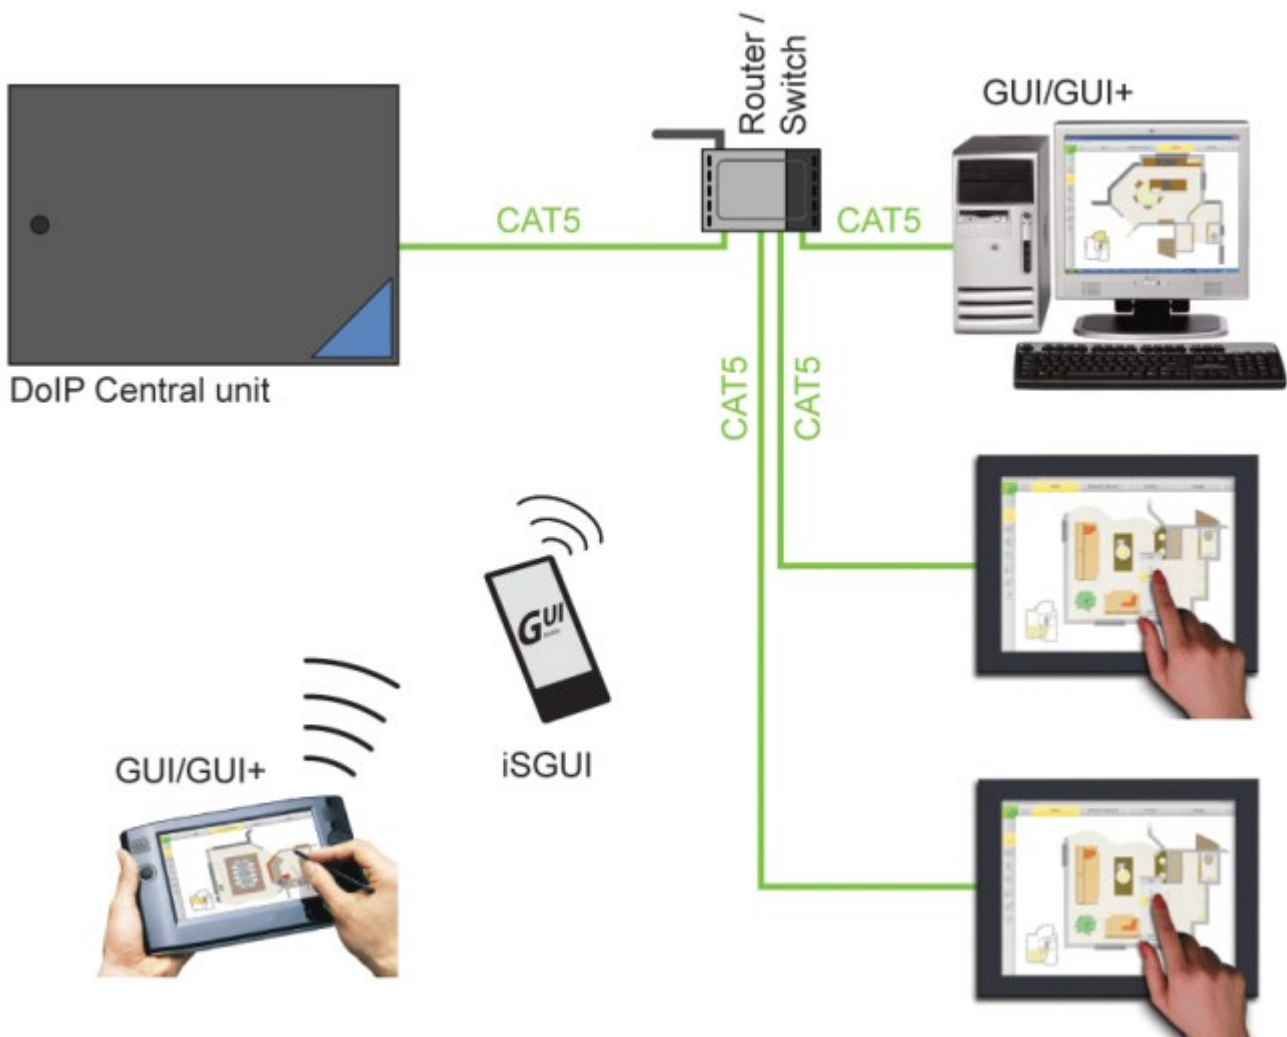 Router /
Switch
GUI/GUI+
CAT5
CAT5
DoIP Central unit
CAT5
CAT5
GUI
iSGUI
GUI/GUI+